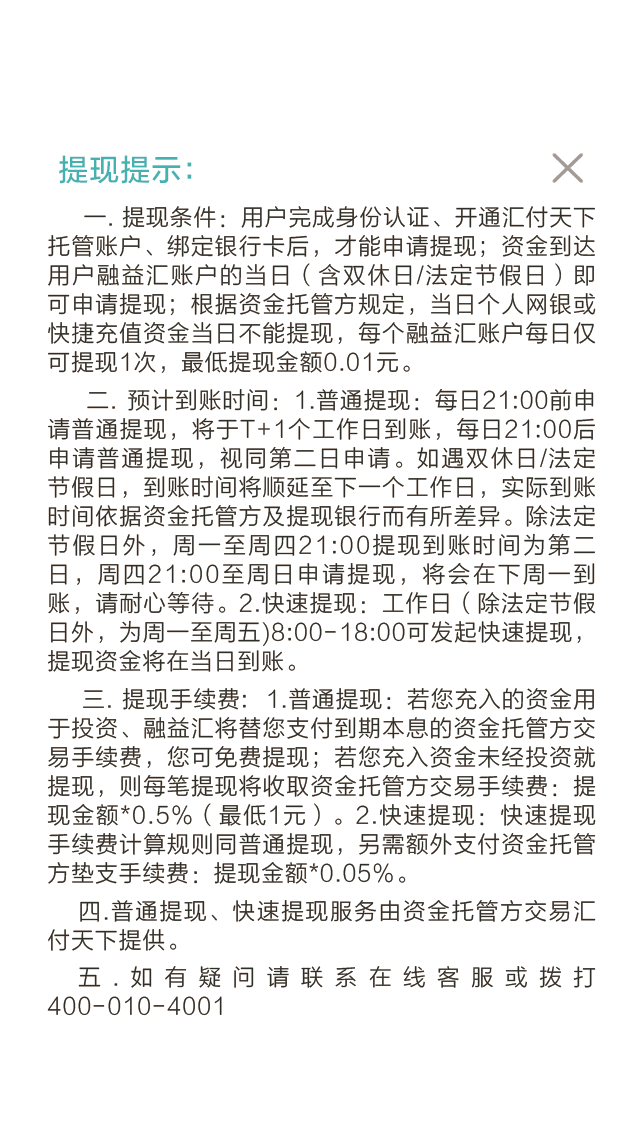 提现提示：
一. 提现条件：用户完成身份认证、开通汇付天下
托管账户、绑定银行卡后，才能申请提现；资金到达
用户融益汇账户的当日（含双休日/法定节假日）即
可申请提现；根据资金托管方规定，当日个人网银或
快捷充值资金当日不能提现，每个融益汇账户每日仅
可提现1次，最低提现金额0.01元。
二. 预计到账时间：1.普通提现：每日21:00前申
请普通提现，将于T+1个工作日到账，每日21:00后
申请普通提现，视同第二日申请。如遇双休日/法定
节假日，到账时间将顺延至下一个工作日，实际到账
时间依据资金托管方及提现银行而有所差异。除法定
节假日外，周一至周四21:00提现到账时间为第二
日，周四21:00至周日申请提现，将会在下周一到
账，请耐心等待。2.快速提现：工作日（除法定节假
日外，为周一至周五)8:00-18:00可发起快速提现，
提现资金将在当日到账。
三. 提现手续费：1.普通提现：若您充入的资金用
于投资、融益汇将替您支付到期本息的资金托管方交
易手续费，您可免费提现；若您充入资金未经投资就
提现，则每笔提现将收取资金托管方交易手续费：提
现金额*0.5%（最低1元）。2.快速提现：快速提现
手续费计算规则同普通提现，另需额外支付资金托管
方垫支手续费：提现金额*0.05%。
四.普通提现、快速提现服务由资金托管方交易汇
付天下提供。
五.如有疑问请联系在线客服或拨打
400-010-4001